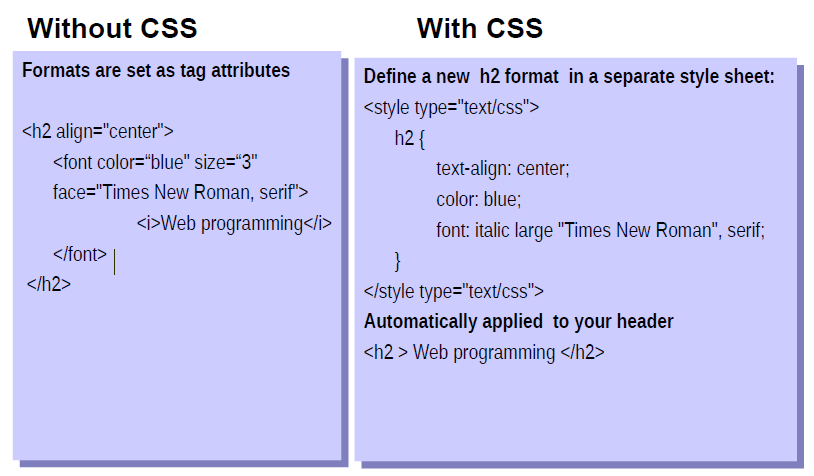 Without CSS
Formats are set as tag attributes
<h2 align="center">
<font color=“blue" size=“3"
face="Times New Roman, serif">
<i>Web programming</i>
</font>
</h2>
With CSS
Define a new h2 format in a separate style sheet:
<style type="text/css">
h2 {
text-align: center;
color: blue;
font: italic large "Times New Roman", serif;
}
</style type="text/css">
Automatically applied to your header
<h2 > Web programming </h2>